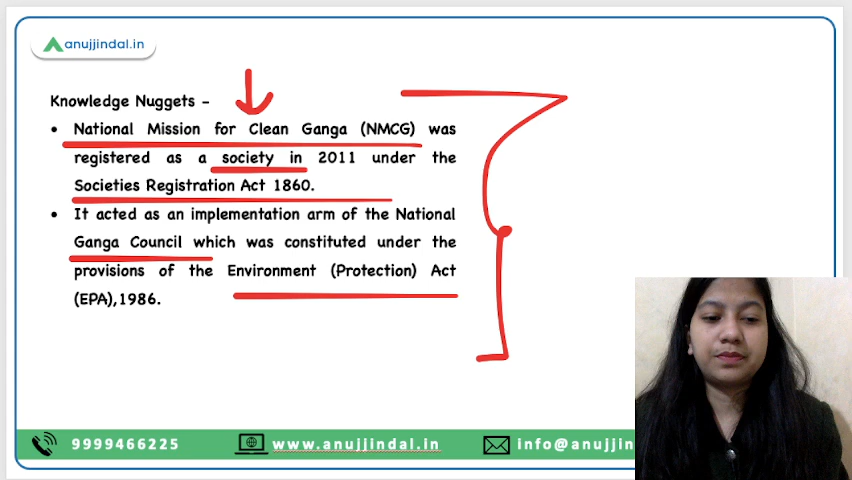 anujjindal.in
Knowledge Nuggets –
• National Mission for Clean Ganga (NMCG) was
registered as a society in 2011 under the
Societies Registration Act 1860.
• It acted as an implementation arm of the National
Ganga Council which was constituted under the
provisions of the Environment (Protection) Act
(EPA),1986.
9999466225 www.anujjindal.in info@anujjin